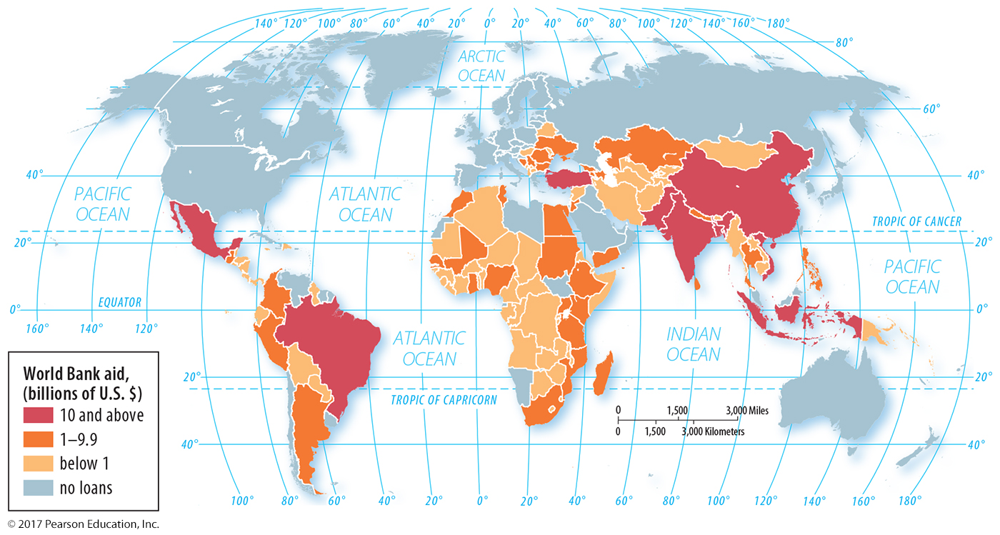 140° 120° 100° 80° 60° 40° 20° 0° 20° 40° 60° 80° 100° 120° 140° 160° 180°
80°
ARCTIC
OCEAN
60°
40°
40°
PACIFIC
OCEAN
ATLANTIC
OCEAN
TROPIC OF CANCER
20°
20°
PACIFIC
OCEAN
EQUATOR
0°
0°
160° 140° 120°
ATLANTIC
OCEAN
INDIAN
OCEAN
20°
20°
TROPIC OF CAPRICORN
0 1,500 3,000 Miles
0 1,500 3,000 Kilometers
40°
40°
100° 80° 60° 40° 20° 0° 20° 40° 60° 80° 100° 120° 140° 160° 180°
World Bank aid,
(billions of U.S. $)
10 and above
1–9.9
below 1
no loans
© 2017 Pearson Education, Inc.